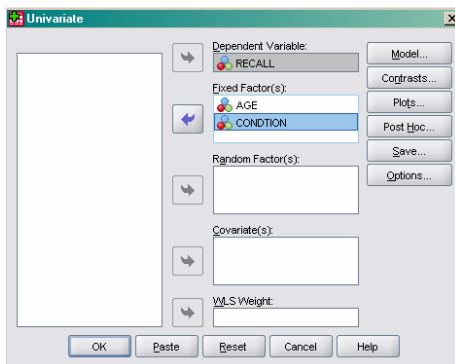 Univariate
Dependent Variable:
RECALL
Fixed Factor(s):
AGE
CONDTION
Random Factor(s):
Covariate(s):
WLS Weight:
Model...
Contrasts...
Plots...
Post Hoc...
Save...
Options...
OK Paste Reset Cancel Help